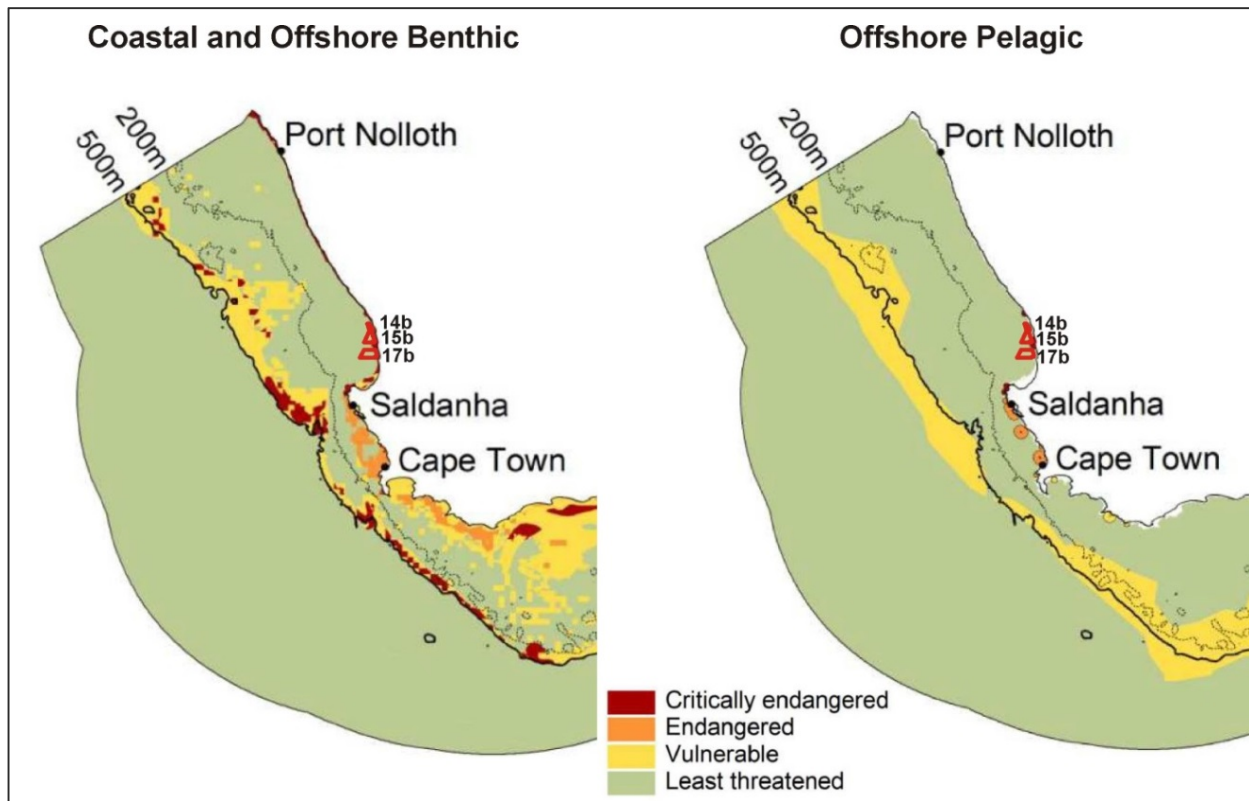 Coastal and Offshore Benthic
Offshore Pelagic
200m
500m
Port Nolloth
14b
15b
17b
Saldanha
Cape Town
200m
500m
Port Nolloth
14b
15b
17b
Saldanha
Cape Town
Critically endangered
Endangered
Vulnerable
Least threatened